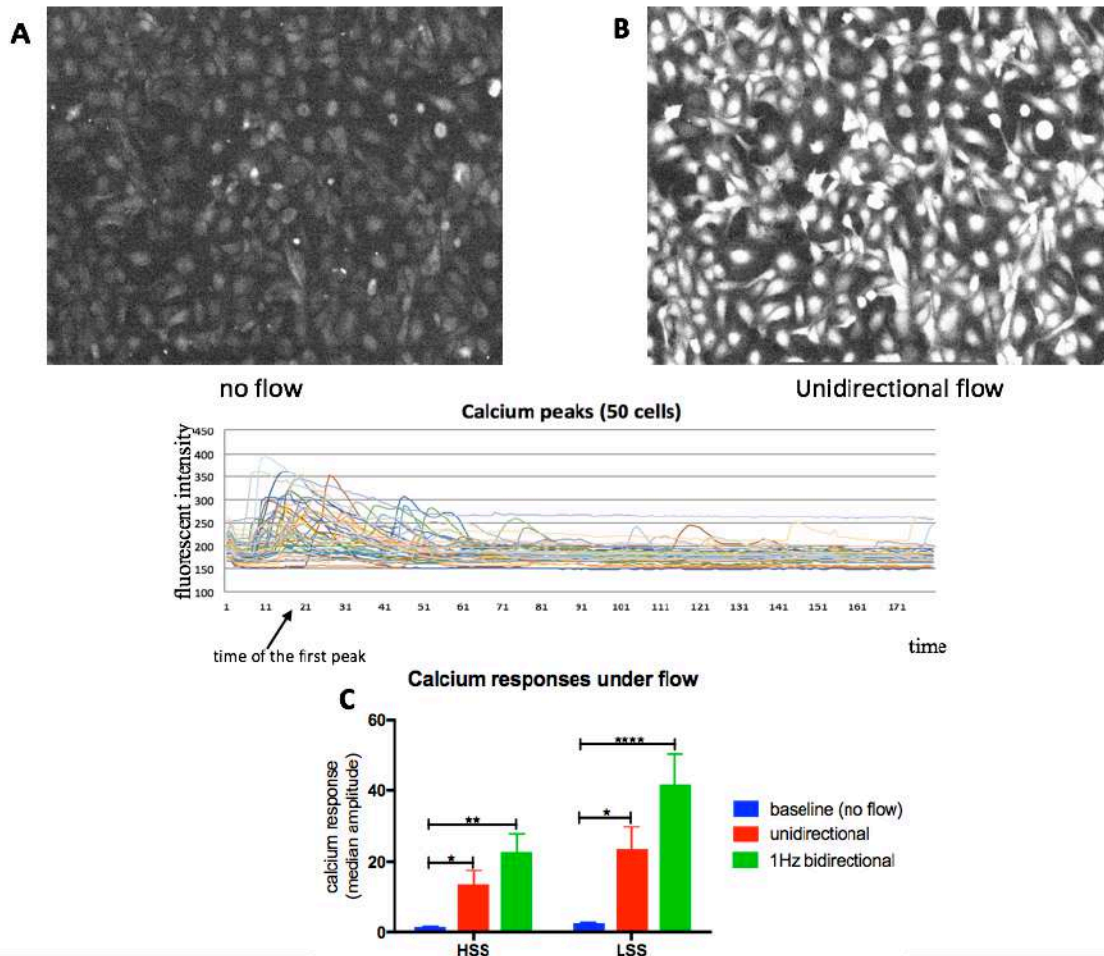 A
B
no flow
Unidirectional flow
Calcium peaks (50 cells)
fluorescent intensity
450
400
350
300
250
200
150
100
1 11 21 31 41 51 61 71 81 91 101 111 121 131 141 151 161 171
time of the first peak
time
C
Calcium responses under flow
calcium response
(median amplitude)
60
40
20
0
****
**
*
*
baseline (no flow)
unidirectional
1Hz bidirectional
HSS LSS